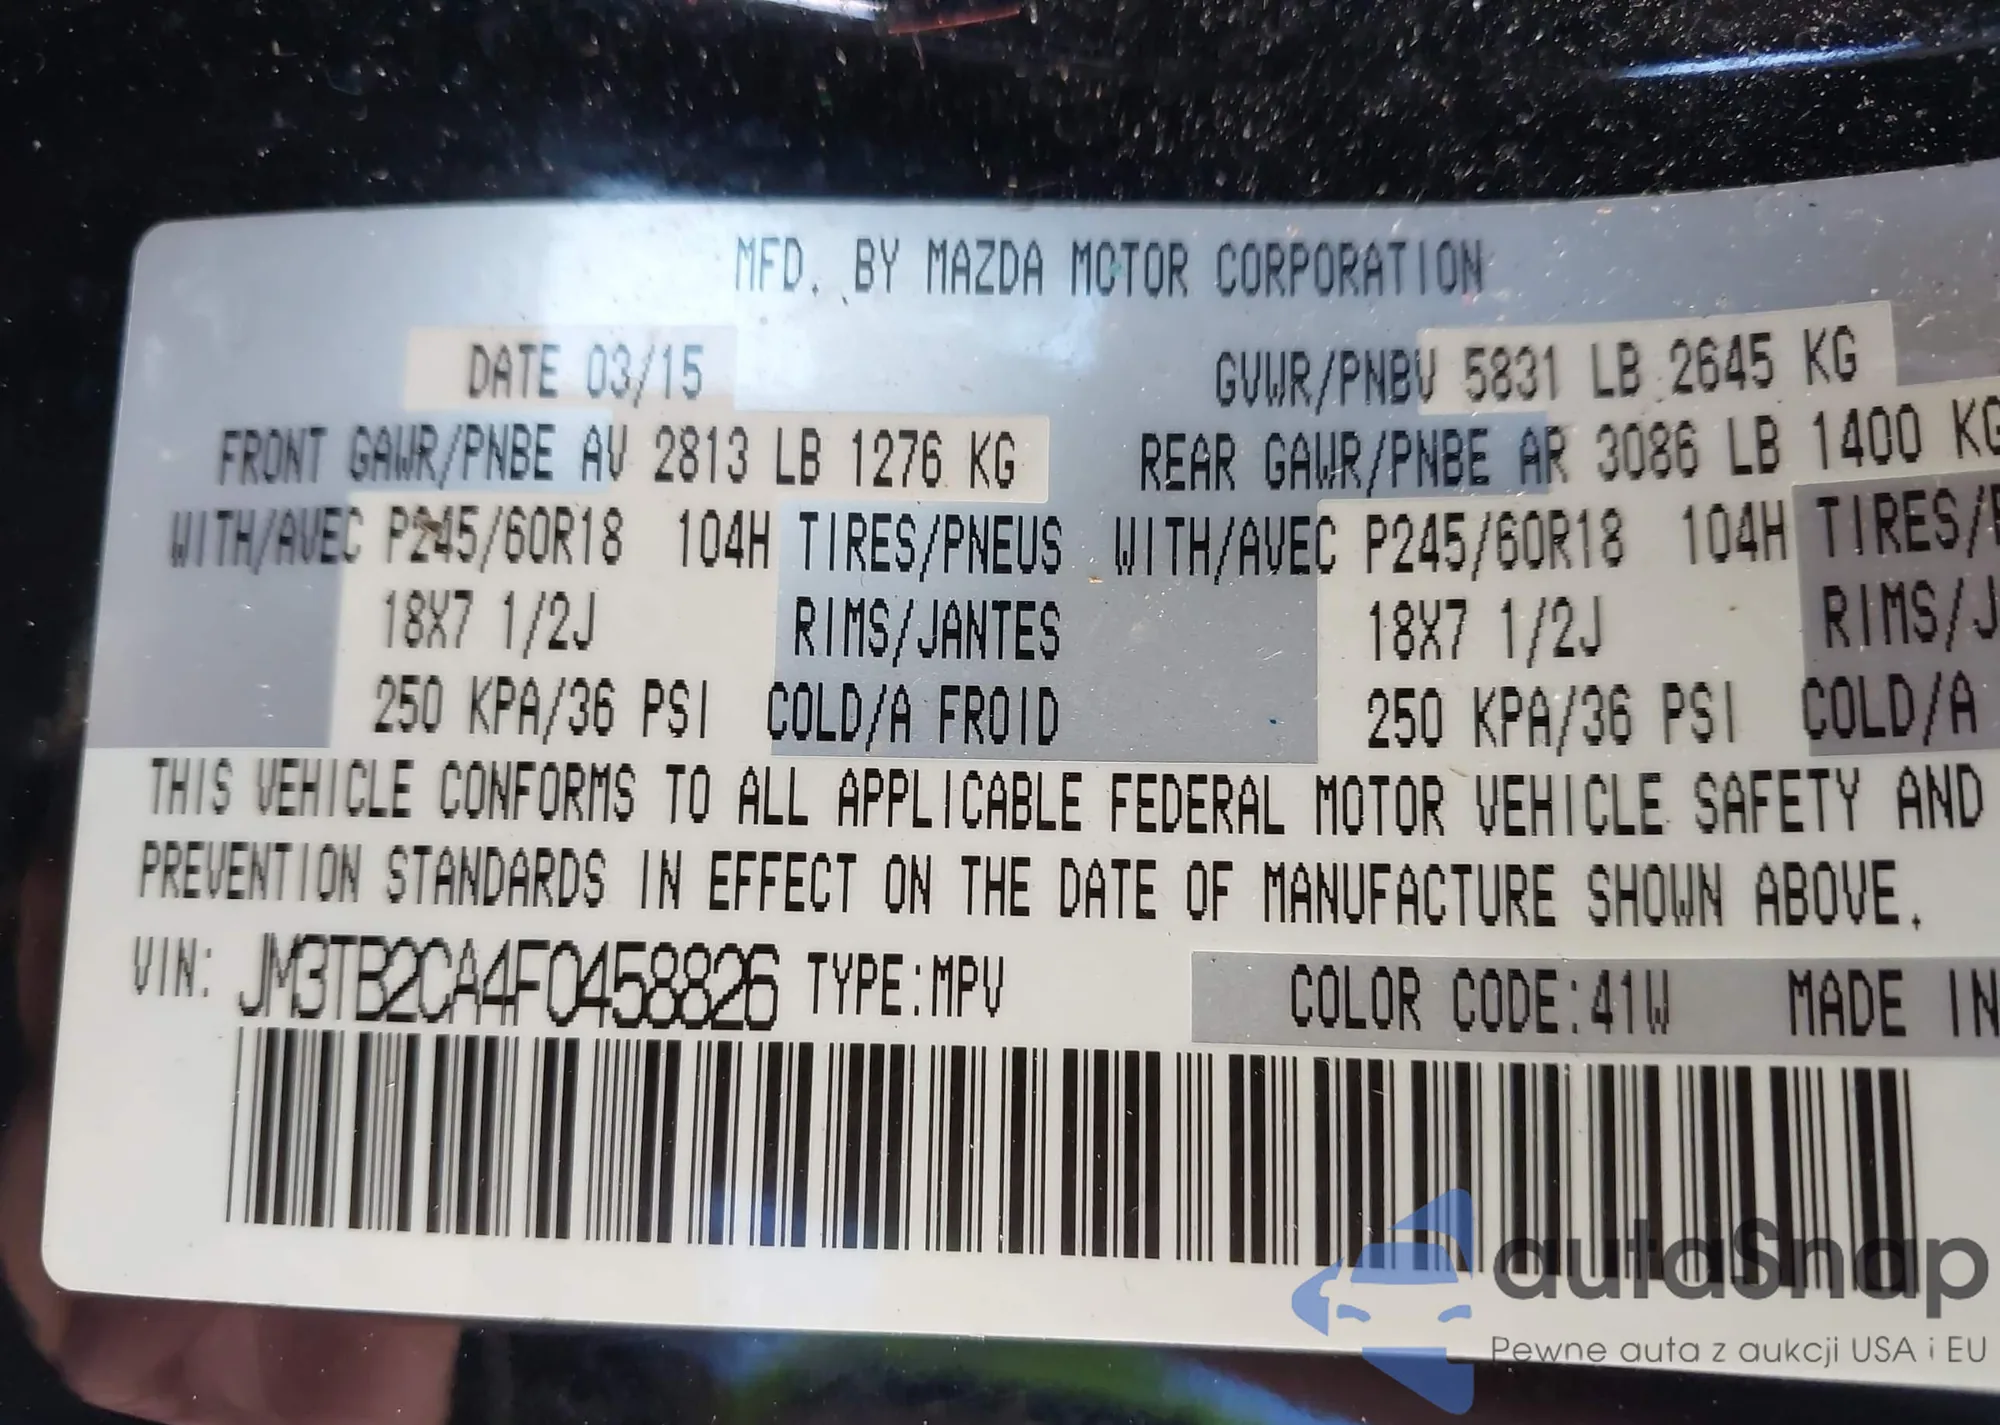 MFD. BY MAZDA MOTOR CORPORATION
DATE 03/15 GVWR/PNBV 5831 LB 2645 KG
FRONT GAWR/PNBE AV 2813 LB 1276 KG REAR GAWR/PNBE AR 3086 LB 1400 KG
WITH/AVEC P245/60R18 104H TIRES/PNEUS WITH/AVEC P245/60R18 104H TIRES/
18X7 1/2J RIMS/JANTES 18X7 1/2J RIMS/J
250 KPA/36 PSI COLD/A FROID 250 KPA/36 PSI COLD/A
THIS VEHICLE CONFORMS TO ALL APPLICABLE FEDERAL MOTOR VEHICLE SAFETY AND
PREVENTION STANDARDS IN EFFECT ON THE DATE OF MANUFACTURE SHOWN ABOVE.
VIN: JM3TB2CA4F0458826 TYPE:MPV COLOR CODE:41W MADE IN
autaSnap
Pewne auta z aukcji USA i EU